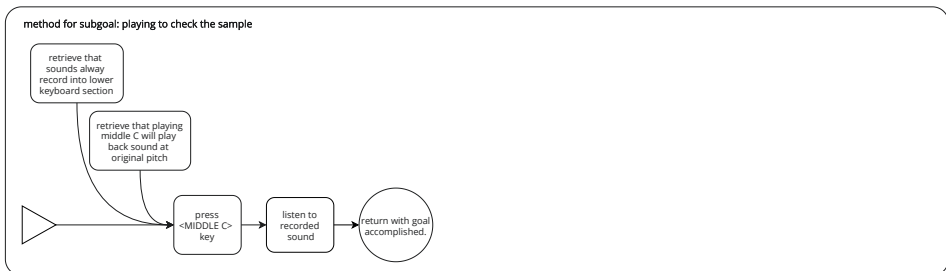 method for subgoal: playing to check the sample
retrieve that
sounds alway
record into lower
keyboard section
retrieve that playing
middle C will play
back sound at
original pitch
press
<MIDDLE C>
key
listen to
recorded
sound
return with goal
accomplished.